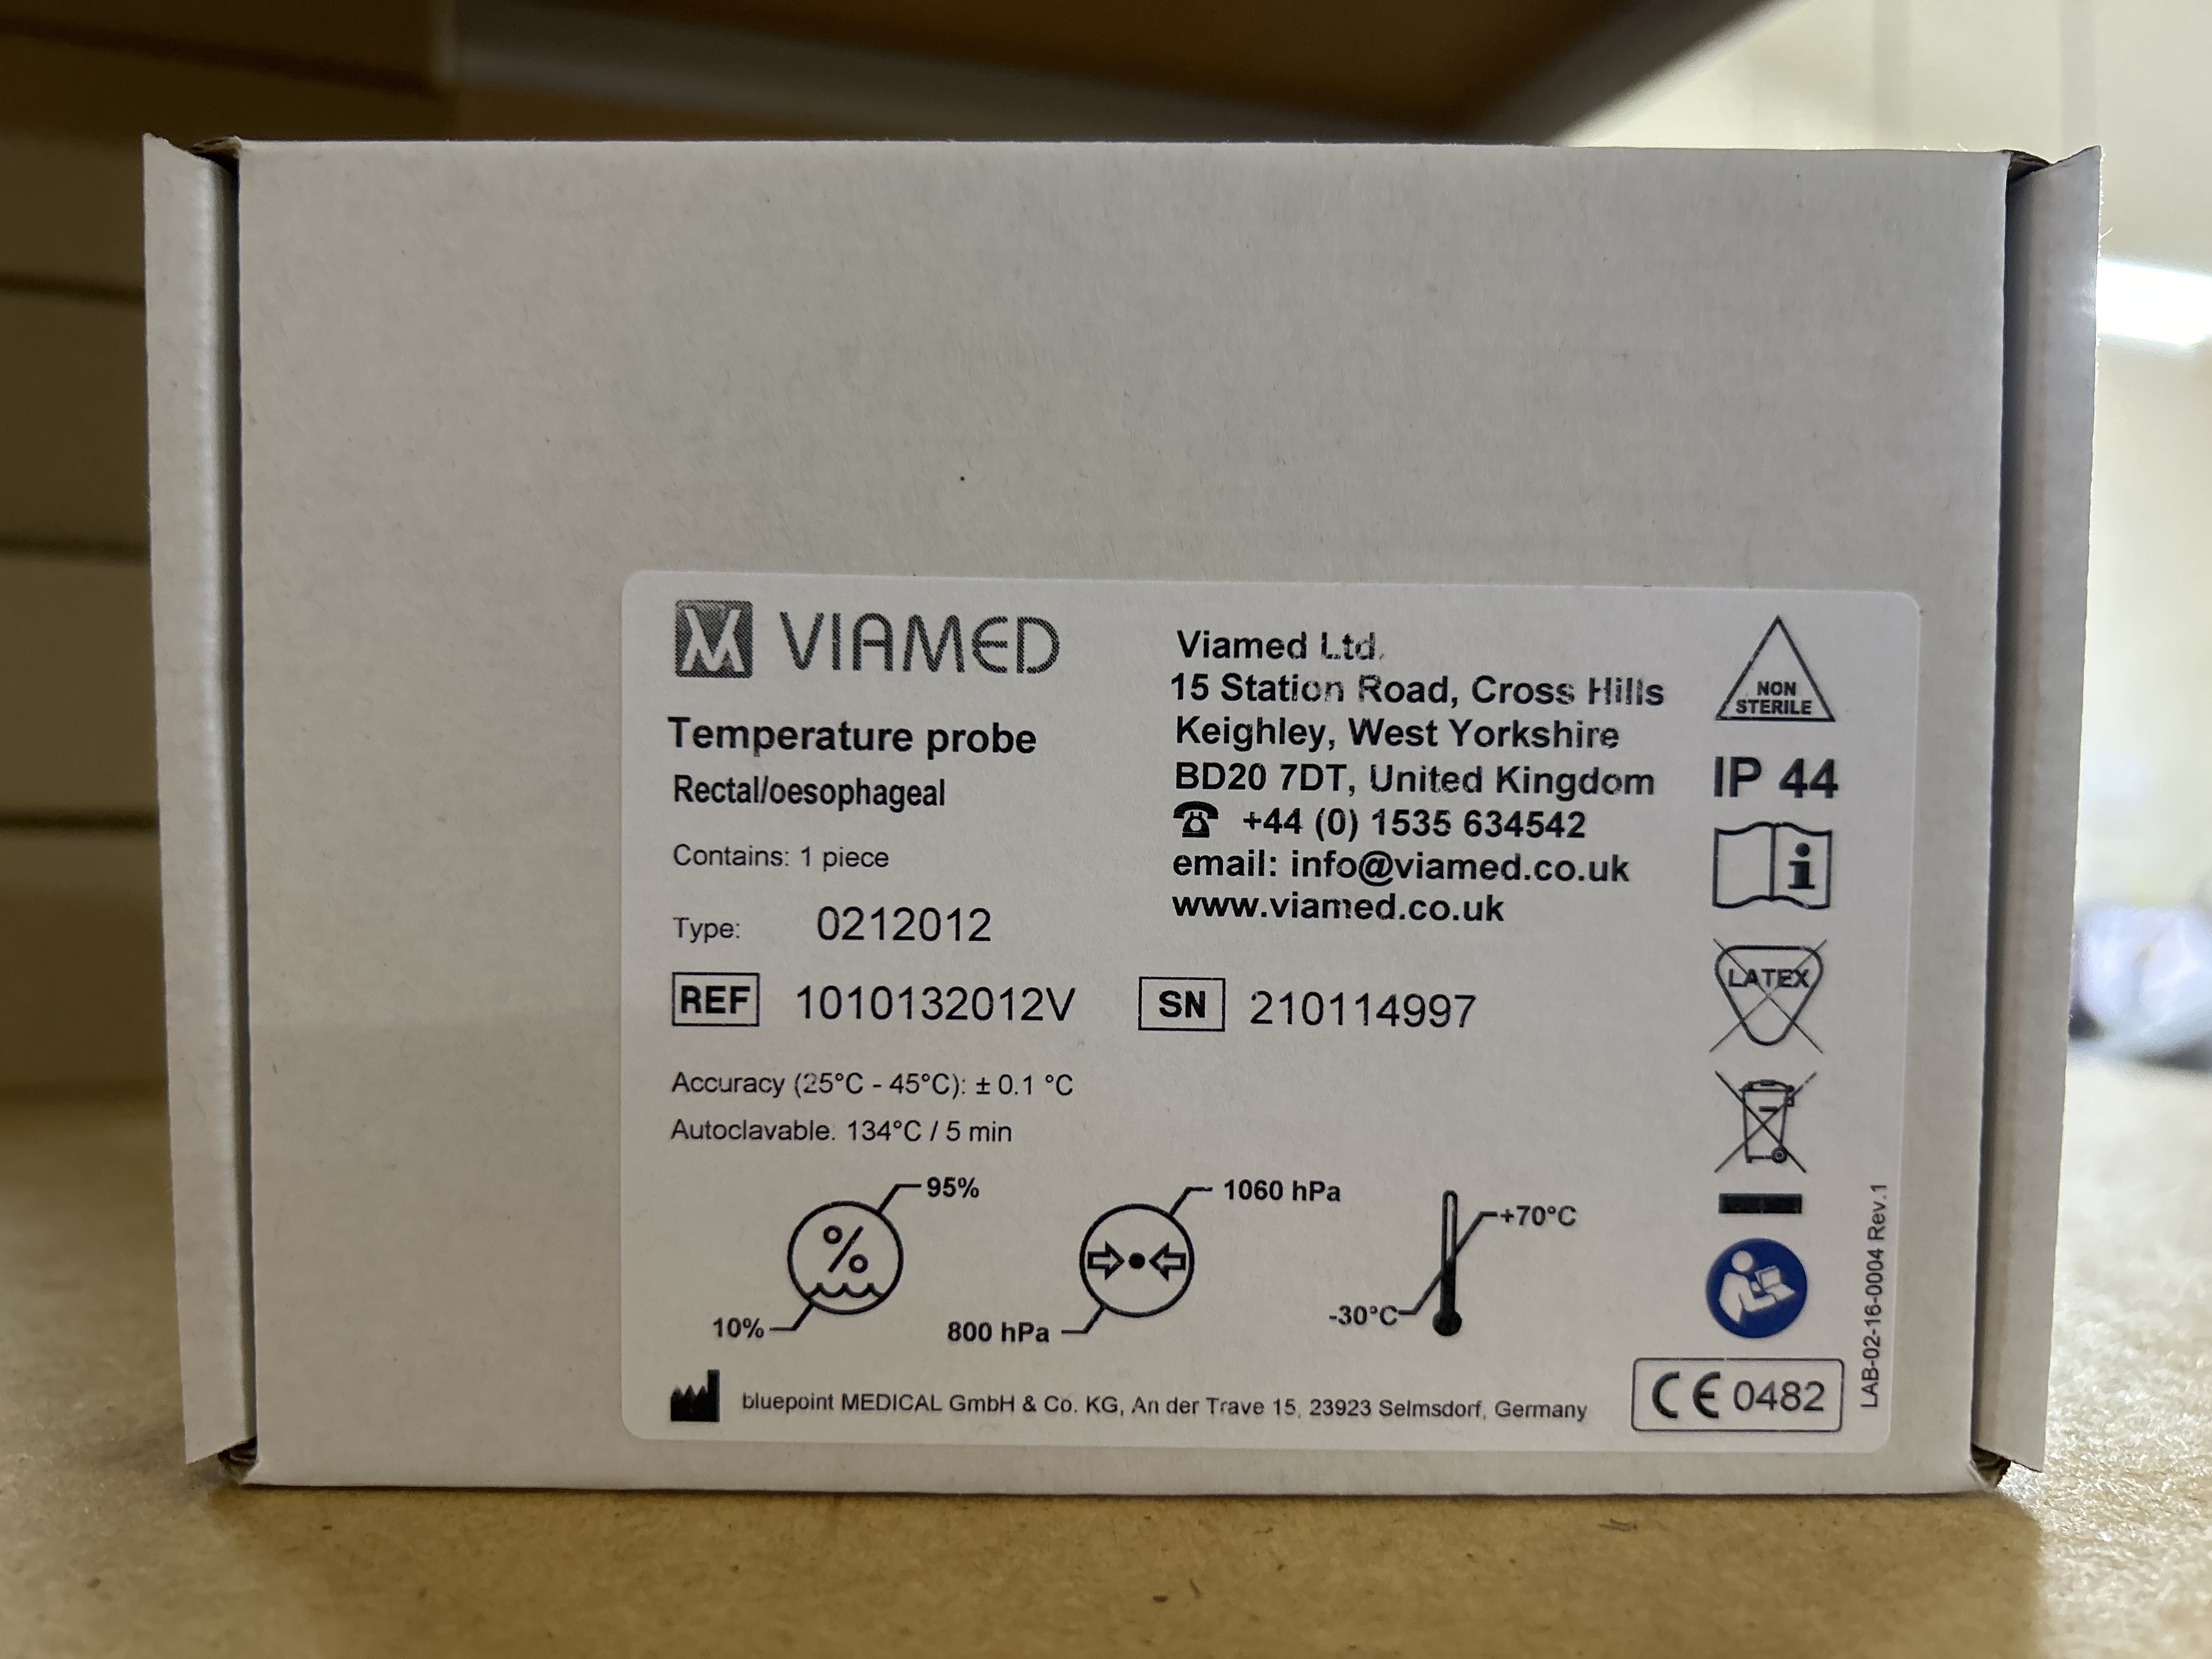 VIAMED
Temperature probe
Rectal/oesophageal
Contains: 1 piece
Type: 0212012
REF 1010132012V SN 210114997
Accuracy (25°C - 45°C): ± 0.1 °C
Autoclavable. 134°C / 5 min
Viamed Ltd.
15 Station Road, Cross Hills
Keighley, West Yorkshire
BD20 7DT, United Kingdom
☎ +44 (0) 1535 634542
email: info@viamed.co.uk
www.viamed.co.uk
NON
STERILE
IP 44
i
LATEX
95%
%
10%
1060 hPa
800 hPa
+70°C
-30°C
bluepoint MEDICAL GmbH & Co. KG, An der Trave 15, 23923 Selmsdorf, Germany
CE 0482
LAB-02-16-0004 Rev.1